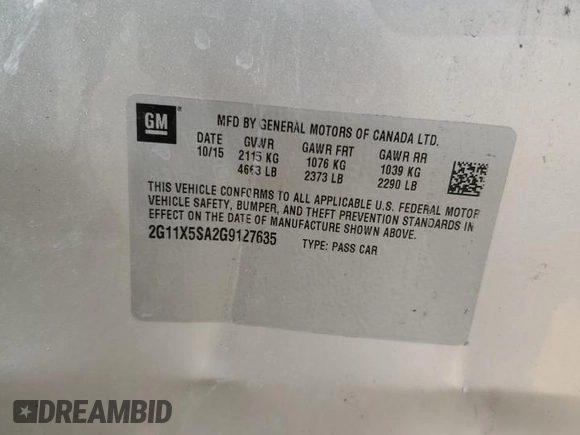 GM
MFD BY GENERAL MOTORS OF CANADA LTD.
DATE GVWR GAWR FRT GAWR RR
10/15 2115 KG 1076 KG 1039 KG
4663 LB 2373 LB 2290 LB
THIS VEHICLE CONFORMS TO ALL APPLICABLE U.S. FEDERAL MOTOR
VEHICLE SAFETY, BUMPER, AND THEFT PREVENTION STANDARDS IN
EFFECT ON THE DATE OF MANUFACTURE SHOWN ABOVE.
2G11X5SA2G9127635 TYPE: PASS CAR
DREAMBID